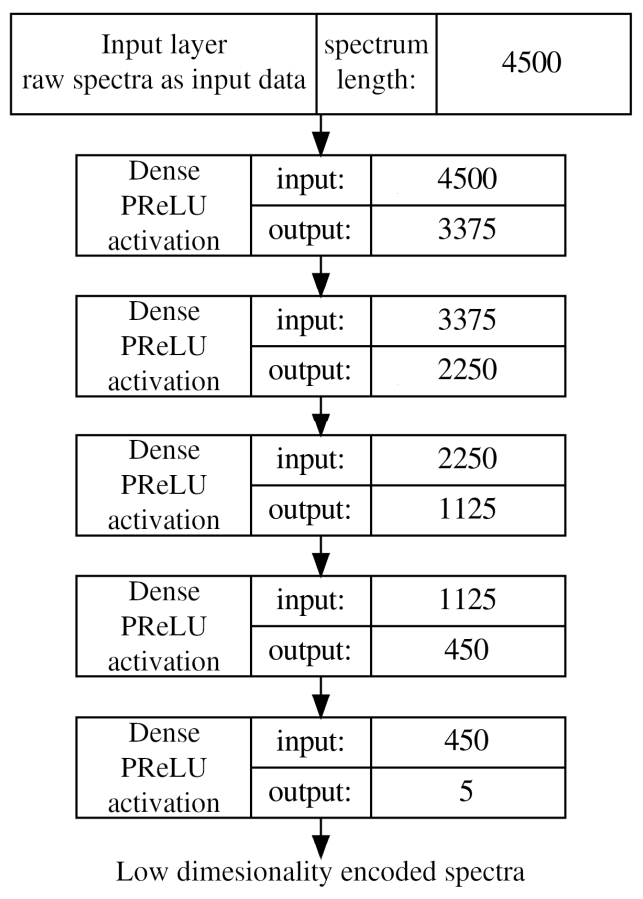 Input layer
raw spectra as input data
spectrum
length:
4500
Dense
PReLU
activation
input:
4500
output:
3375
Dense
PReLU
activation
input:
3375
output:
2250
Dense
PReLU
activation
input:
2250
output:
1125
Dense
PReLU
activation
input:
1125
output:
450
Dense
PReLU
activation
input:
450
output:
5
Low dimesionality encoded spectra